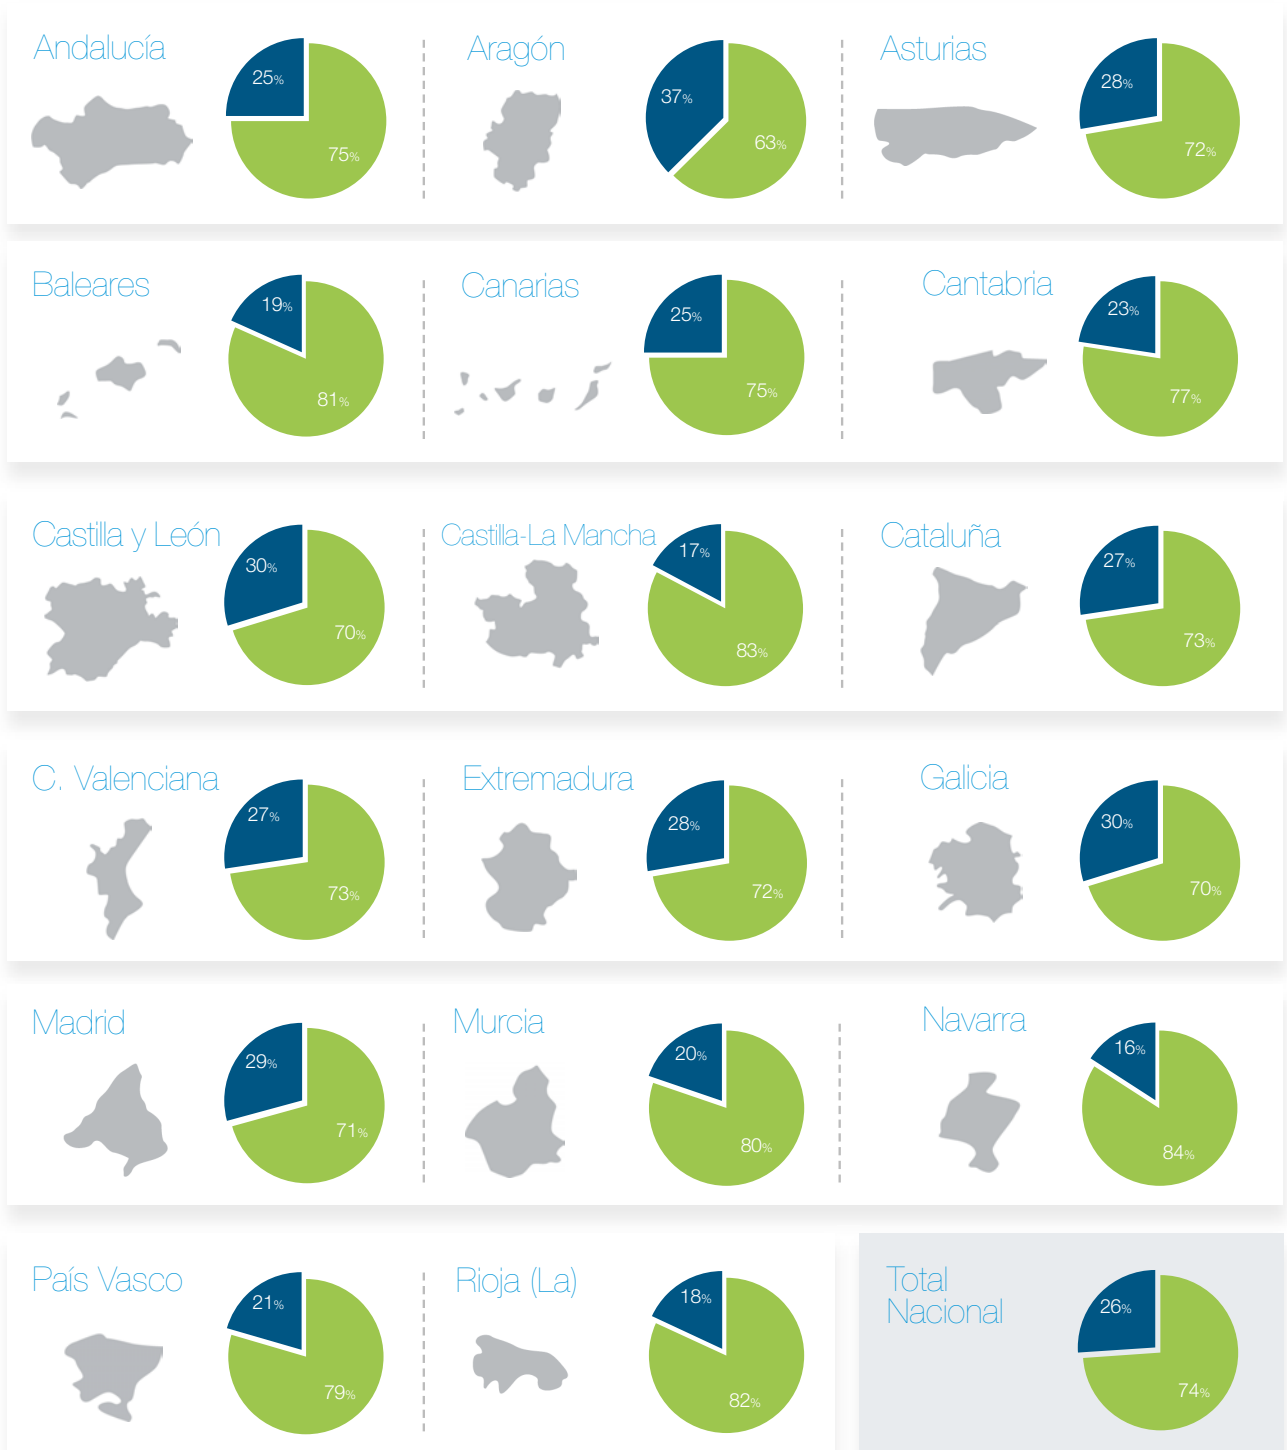 Andalucía
25%
75%
Aragón
37%
63%
Asturias
28%
72%
Baleares
19%
81%
Canarias
25%
75%
Cantabria
23%
77%
Castilla y León
30%
70%
Castilla-La Mancha
17%
83%
Cataluña
27%
73%
C. Valenciana
27%
73%
Extremadura
28%
72%
Galicia
30%
70%
Madrid
29%
71%
Murcia
20%
80%
Navarra
16%
84%
País Vasco
21%
79%
Rioja (La)
18%
82%
Total
Nacional
26%
74%